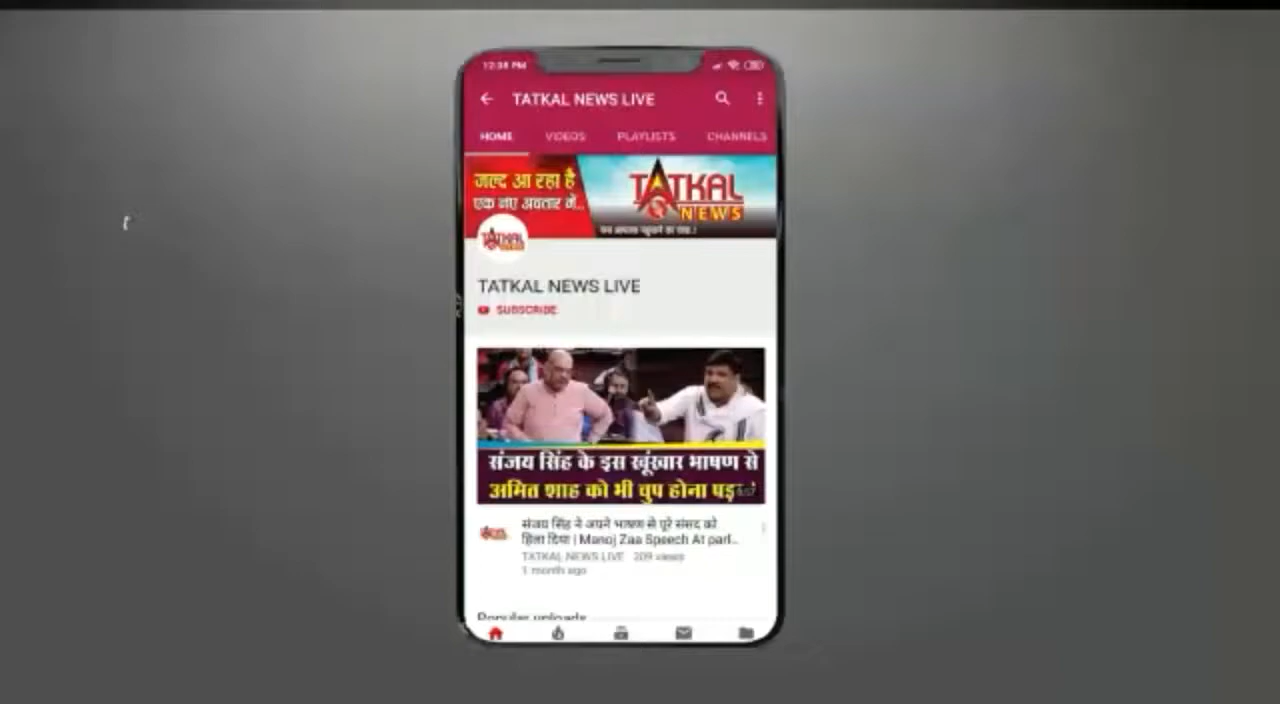 12:38 PM
TATKAL NEWS LIVE
HOME VIDEOS PLAYLISTS CHANNELS
जल्द आ रहा है
एक नए अवतार में..
TATKAL
NEWS
TATKAL
TATKAL NEWS LIVE
SUBSCRIBE
संजय सिंह के इस खूंखार भाषण से
अमित शाह को भी चुप होना पड़
संजय सिंह ने अपने भाषण से पूरे संसद को
हिला दिया | Manoj Zaa Speech At parl..
TATKAL NEWS LIVE 209 views
1 month ago
Popular uploads